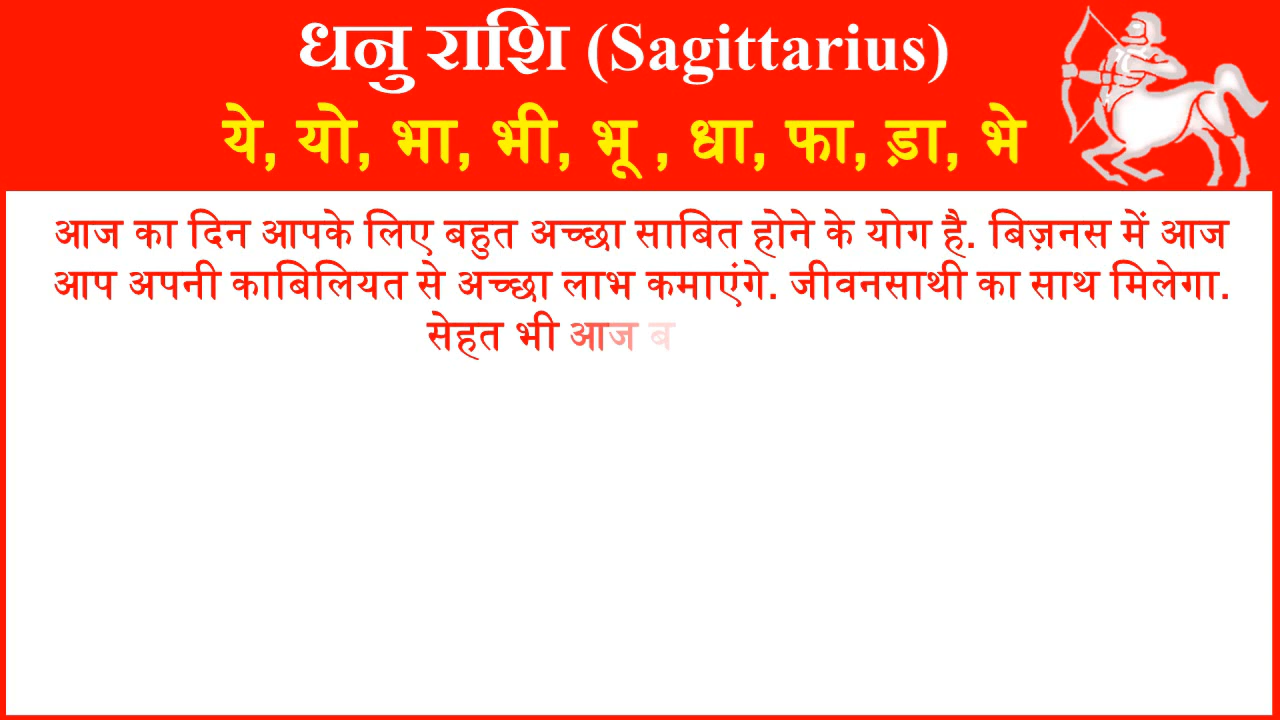 धनु राशि (Sagittarius)
ये, यो, भा, भी, भू , धा, फा, ड़ा, भे
आज का दिन आपके लिए बहुत अच्छा साबित होने के योग है. बिज़नस में आज
आप अपनी काबिलियत से अच्छा लाभ कमाएंगे. जीवनसाथी का साथ मिलेगा.
सेहत भी आज ब